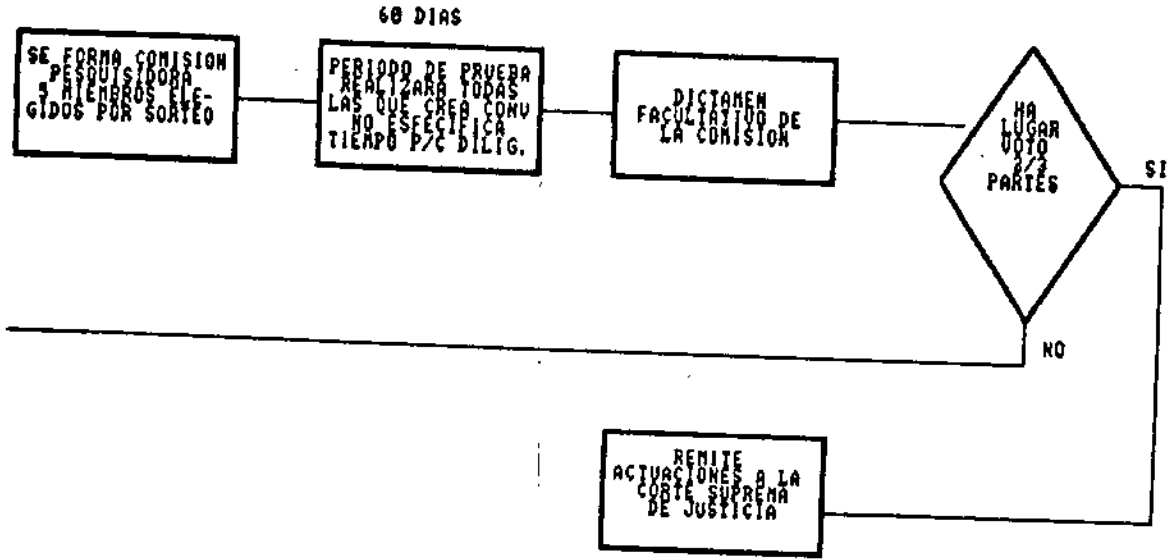 60 DIAS
SE FORMA COMISION
PESQUISIDORA
5 MIEMBROS ELE-
GIDOS POR SORTEO
PERIODO DE PRUEBA
REALIZARA TODAS
LAS QUE CREA CONV
NO ESPECIFICA
TIEMPO P/C DILIG.
DICTAMEN
FACULTATIVO DE
LA COMISION
HA
LUGAR
VOTO
2/3
PARTES
SI
NO
REMITE
ACTUACIONES A LA
CORTE SUPREMA
DE JUSTICIA